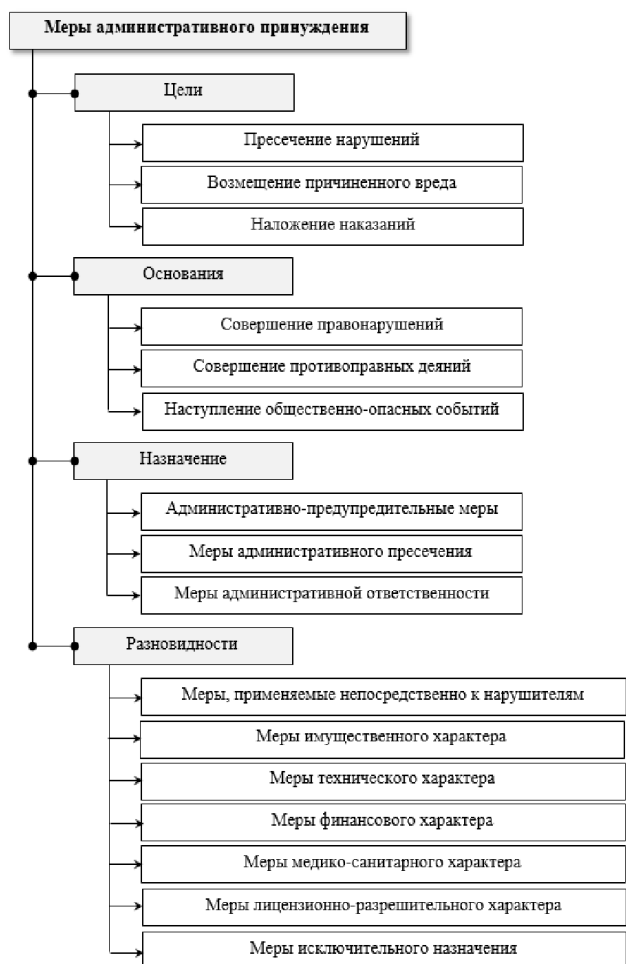 Меры административного принуждения
Цели
Пресечение нарушений
Возмещение причиненного вреда
Наложение наказаний
Основания
Совершение правонарушений
Совершение противоправных деяний
Наступление общественно-опасных событий
Назначение
Административно-предупредительные меры
Меры административного пресечения
Меры административной ответственности
Разновидности
Меры, применяемые непосредственно к нарушителям
Меры имущественного характера
Меры технического характера
Меры финансового характера
Меры медико-санитарного характера
Меры лицензионно-разрешительного характера
Меры исключительного назначения